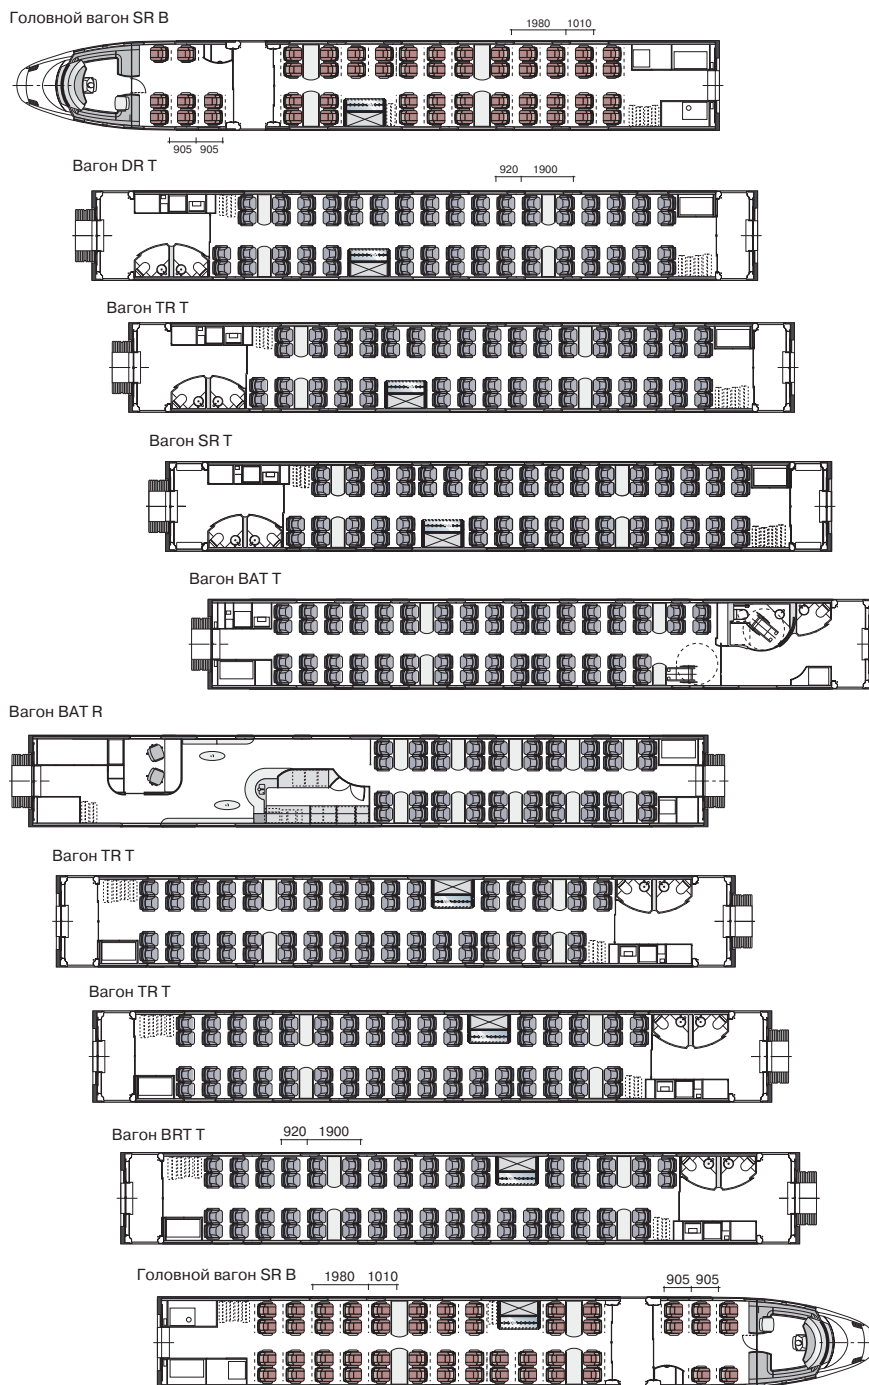 Головной вагон SR B
1980 1010
905 905
Вагон DR T
920 1900
Вагон TR T
Вагон SR T
Вагон BAT T
Вагон BAT R
Вагон TR T
Вагон TR T
Вагон BRT T
920 1900
Головной вагон SR B
1980 1010
905 905